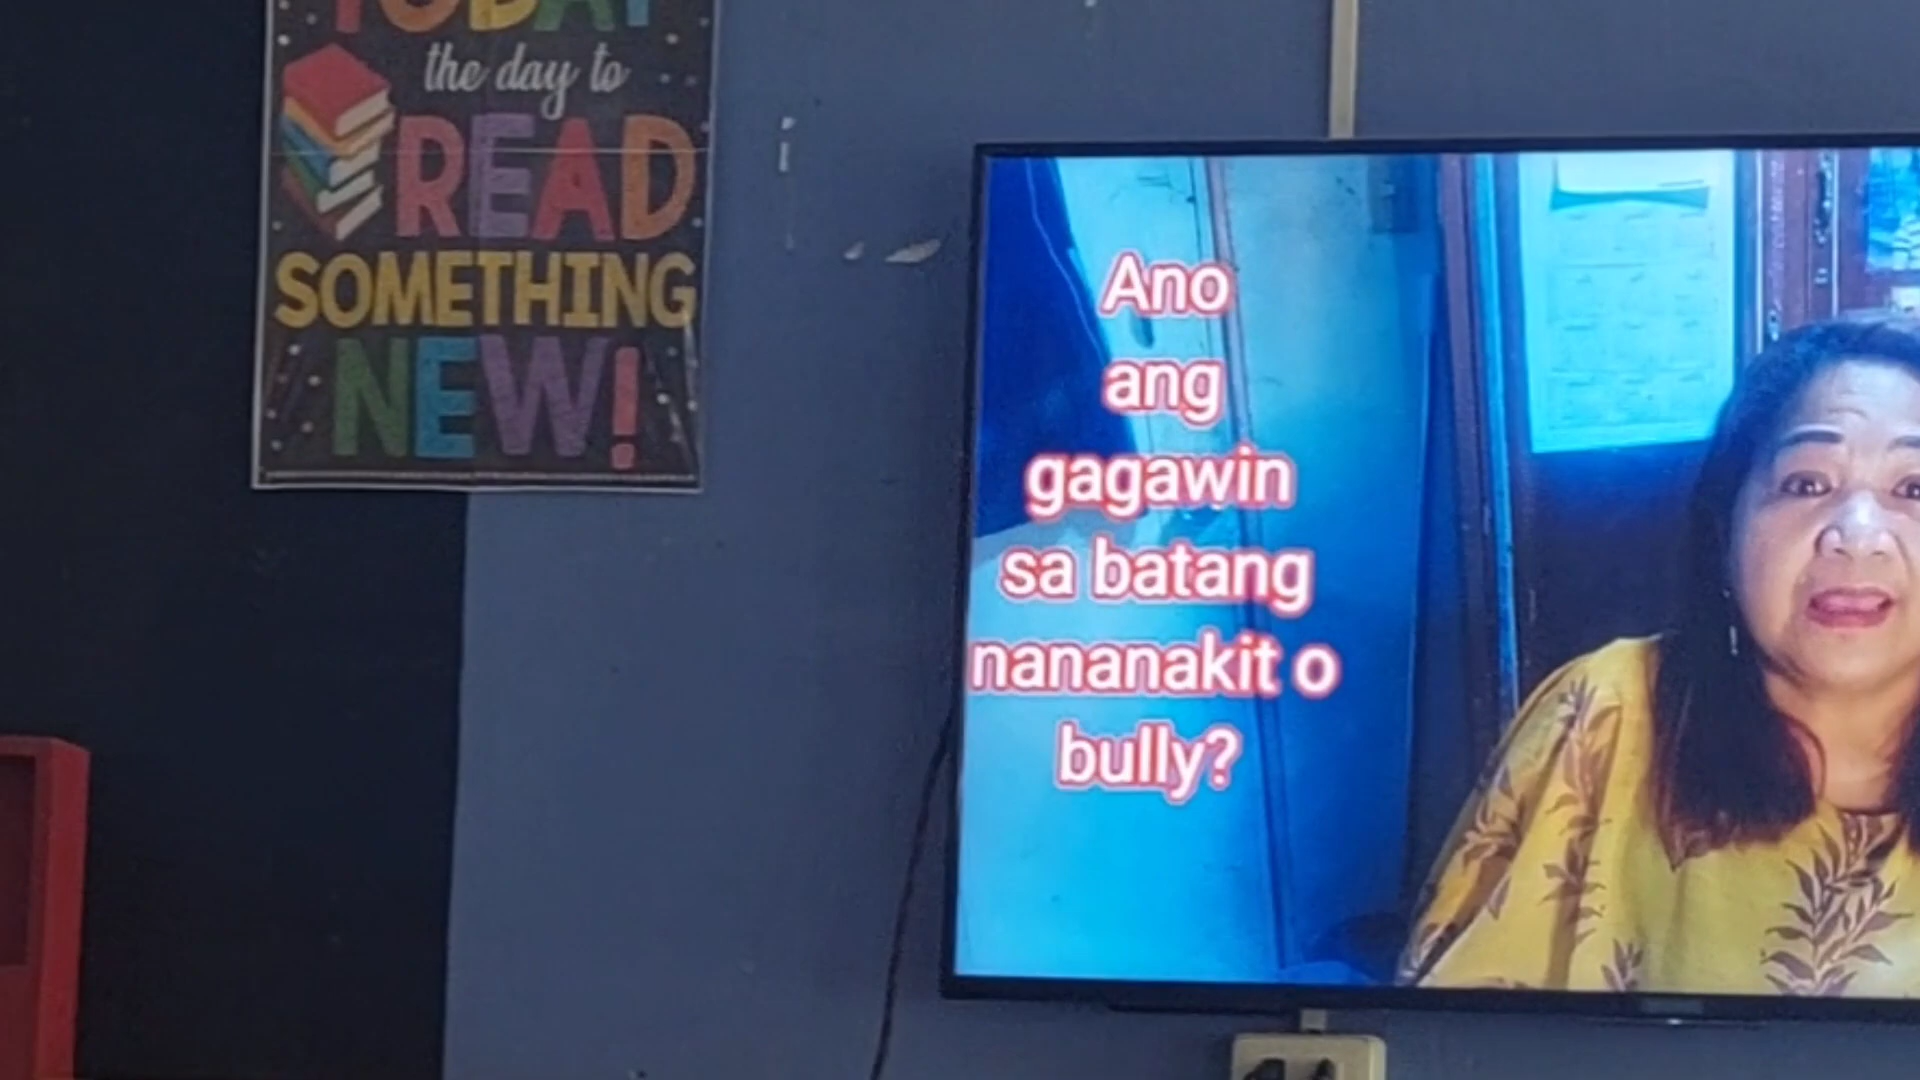 TODAY
the day to
READ
SOMETHING
NEW!
Ano
ang
gagawin
sa batang
nananakit o
bully?